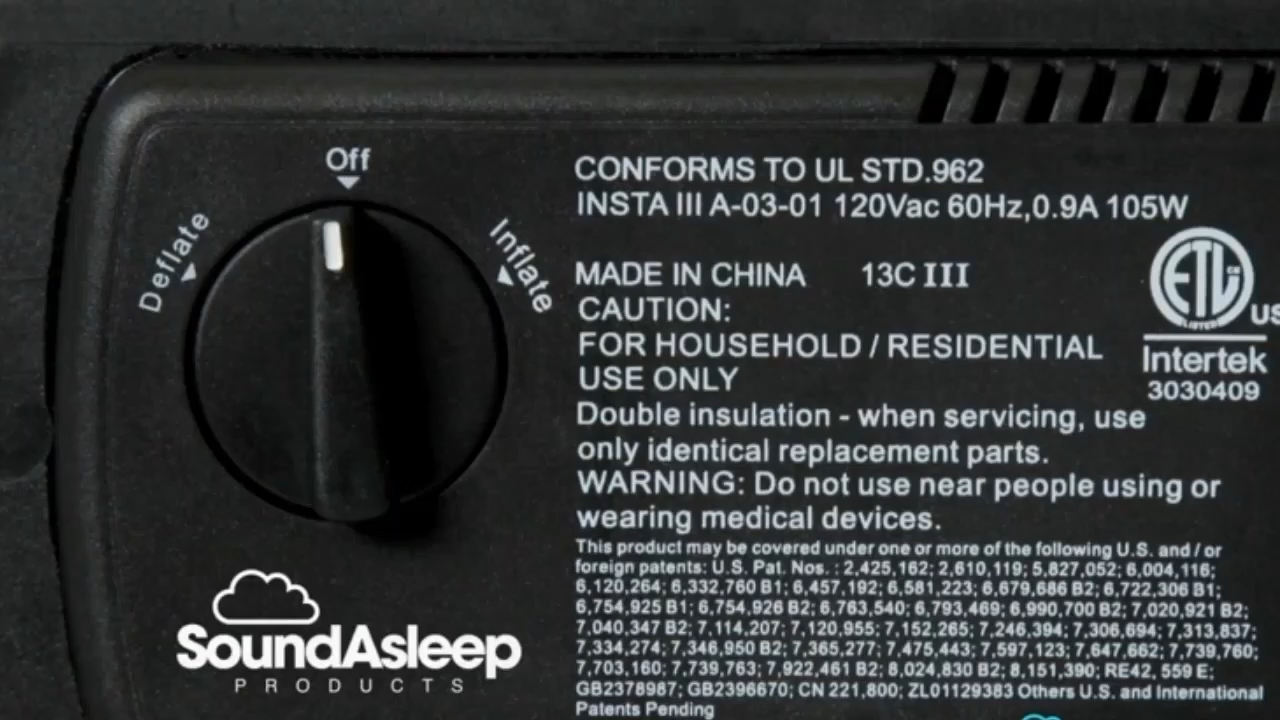 Off
Deflate
Inflate
SoundAsleep
PRODUCTS
CONFORMS TO UL STD.962
INSTA III A-03-01 120Vac 60Hz,0.9A 105W
MADE IN CHINA 13C III
CAUTION:
FOR HOUSEHOLD / RESIDENTIAL
USE ONLY
Double insulation - when servicing, use
only identical replacement parts.
WARNING: Do not use near people using or
wearing medical devices.
This product may be covered under one or more of the following U.S. and / or
foreign patents: U.S. Pat. Nos. : 2,425,162; 2,610,119; 5,827,052; 6,004,116;
6,120,264; 6,332,760 B1; 6,457,192; 6,581,223; 6,679,686 B2; 6,722,306 B1;
6,754,925 B1; 6,754,926 B2; 6,763,540; 6,793,469; 6,990,700 B2; 7,020,921 B2;
7,040,347 B2; 7,114,207; 7,120,955; 7,152,265; 7,246,394; 7,306,694; 7,313,837;
7,334,274; 7,346,950 B2; 7,365,277; 7,475,443; 7,597,123; 7,647,662; 7,739,760;
7,703,160; 7,739,763; 7,922,461 B2; 8,024,830 B2; 8,151,390; RE42, 559 E;
GB2378987; GB2396670; CN 221,800; ZL01129383 Others U.S. and International
Patents Pending
ETL
CM
LISTED
US
Intertek
3030409